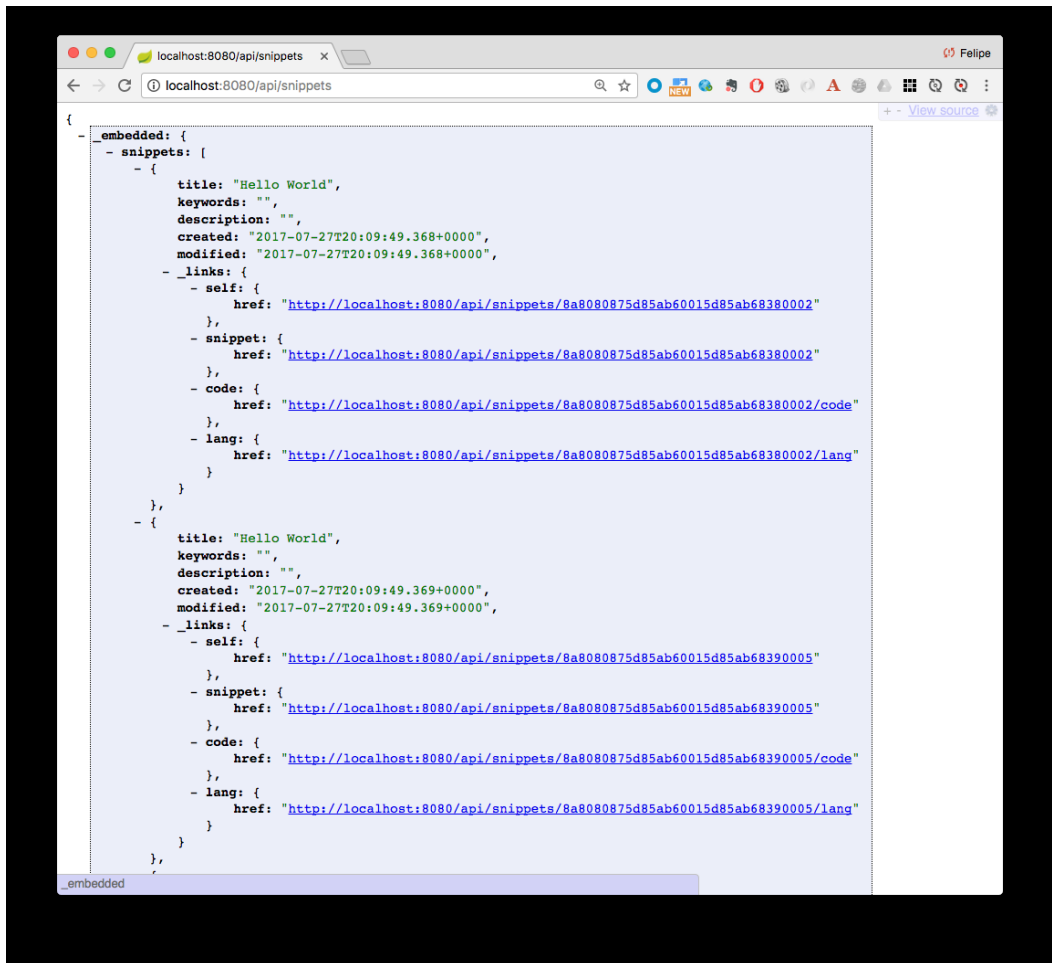 localhost:8080/api/snippets
Felipe
localhost:8080/api/snippets
NEW
+ - View source
{
- _embedded: {
- snippets: [
- {
title: "Hello World",
keywords: "",
description: "",
created: "2017-07-27T20:09:49.368+0000",
modified: "2017-07-27T20:09:49.368+0000",
- _links: {
- self: {
href: "http://localhost:8080/api/snippets/8a8080875d85ab60015d85ab68380002"
},
- snippet: {
href: "http://localhost:8080/api/snippets/8a8080875d85ab60015d85ab68380002"
},
- code: {
href: "http://localhost:8080/api/snippets/8a8080875d85ab60015d85ab68380002/code"
},
- lang: {
href: "http://localhost:8080/api/snippets/8a8080875d85ab60015d85ab68380002/lang"
}
}
},
- {
title: "Hello World",
keywords: "",
description: "",
created: "2017-07-27T20:09:49.369+0000",
modified: "2017-07-27T20:09:49.369+0000",
- _links: {
- self: {
href: "http://localhost:8080/api/snippets/8a8080875d85ab60015d85ab68390005"
},
- snippet: {
href: "http://localhost:8080/api/snippets/8a8080875d85ab60015d85ab68390005"
},
- code: {
href: "http://localhost:8080/api/snippets/8a8080875d85ab60015d85ab68390005/code"
},
- lang: {
href: "http://localhost:8080/api/snippets/8a8080875d85ab60015d85ab68390005/lang"
}
}
},
_embedded